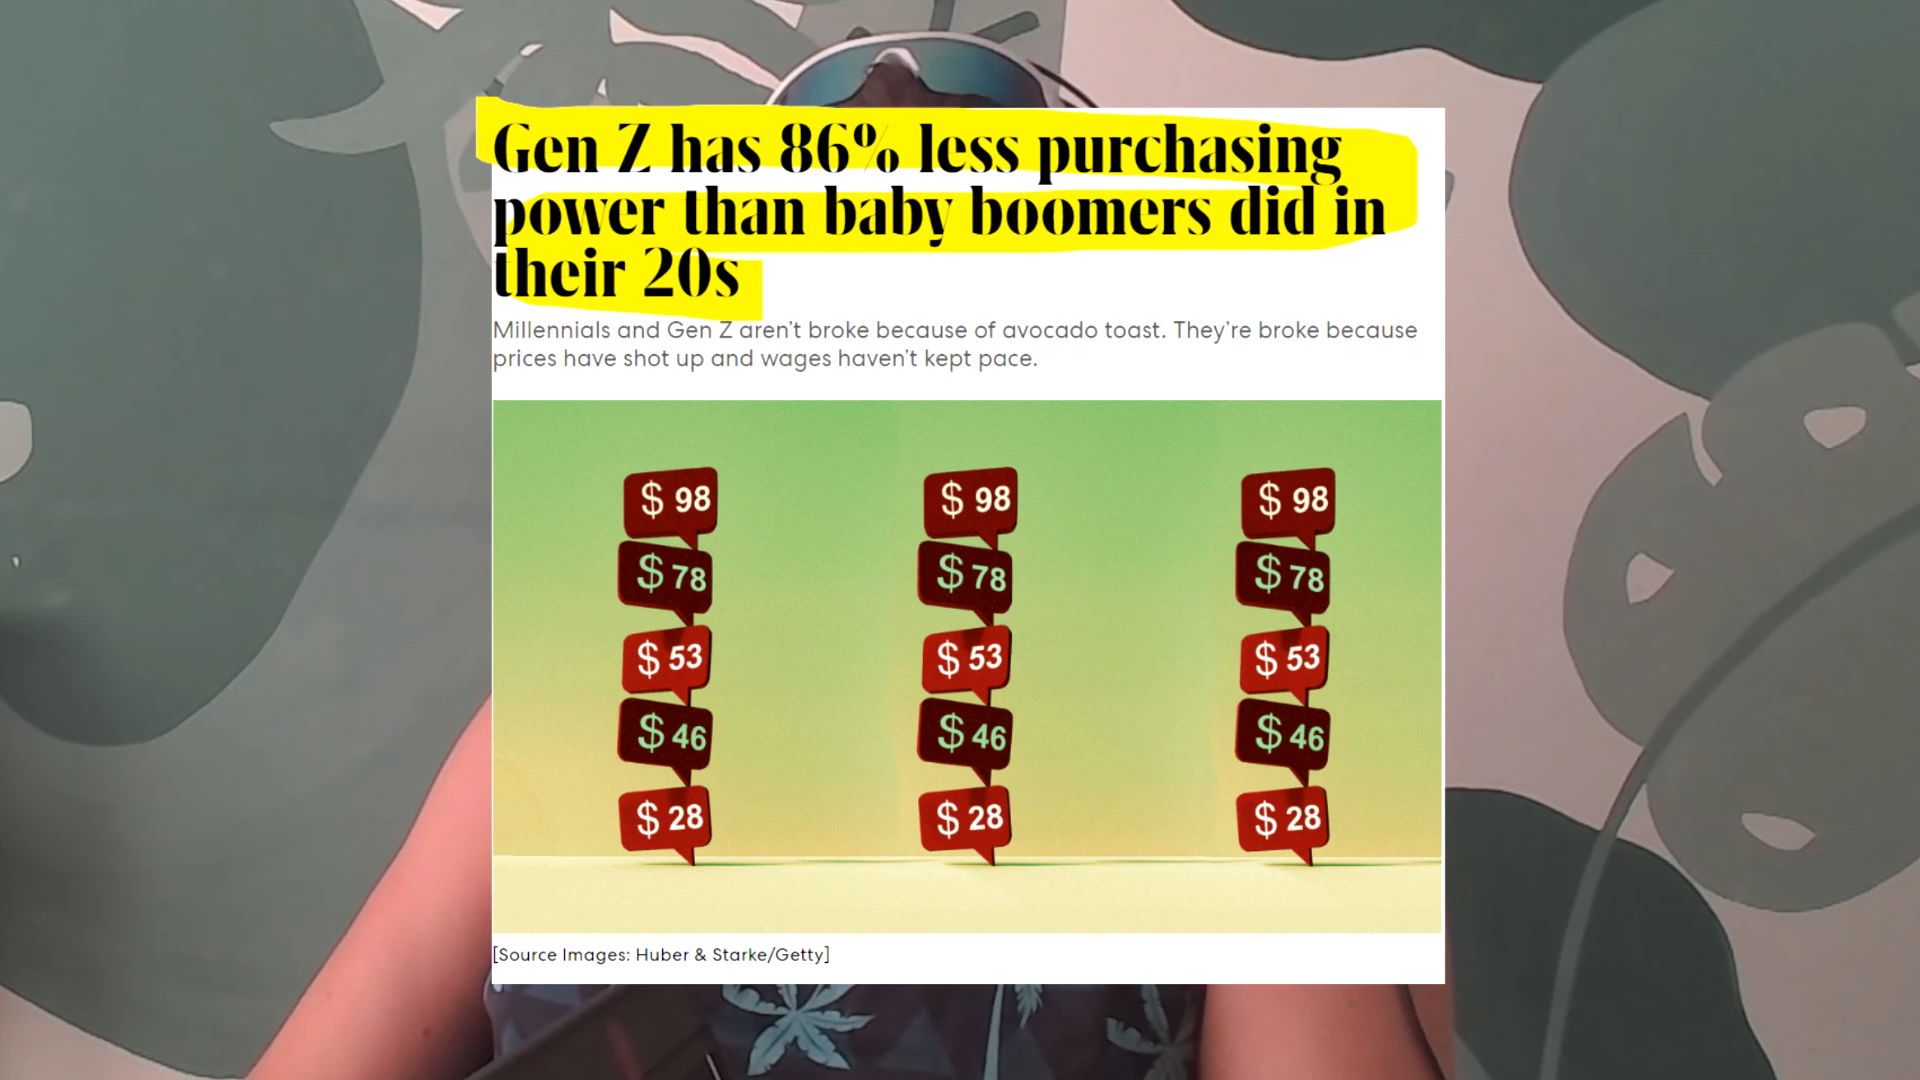 Gen Z has 86% less purchasing
power than baby boomers did in
their 20s
Millennials and Gen Z aren't broke because of avocado toast. They're broke because
prices have shot up and wages haven't kept pace.
$ 98 $ 98 $ 98
$ 78 $ 78 $ 78
$ 53 $ 53 $ 53
$ 46 $ 46 $ 46
$ 28 $ 28 $ 28
[Source Images: Huber & Starke/Getty]